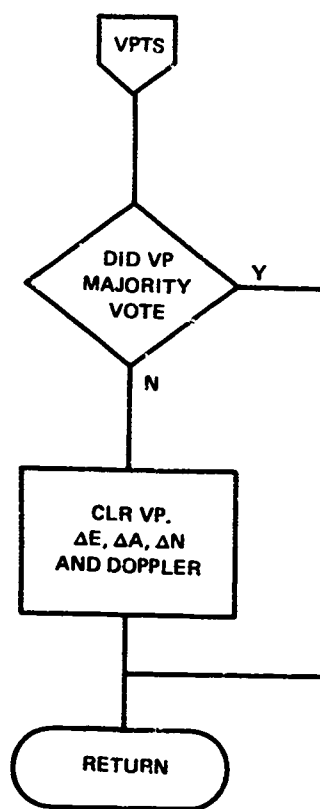 VPTS
DID VP
MAJORITY
VOTE
Y
N
CLR VP.
ΔE, ΔA, ΔN
AND DOPPLER
RETURN